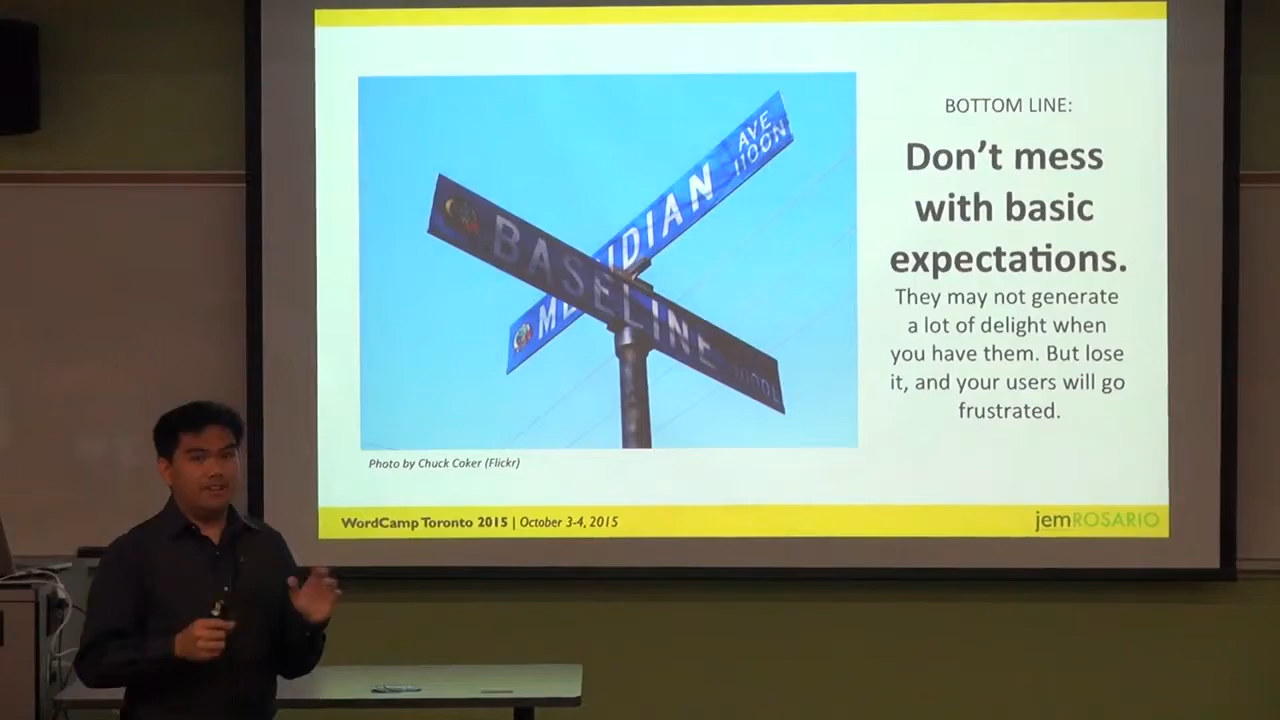 BOTTOM LINE:
Don't mess
with basic
expectations.
They may not generate
a lot of delight when
you have them. But lose
it, and your users will go
frustrated.
AVE
1100N
IDIAN
BASELINE
ME
Photo by Chuck Coker (Flickr)
WordCamp Toronto 2015 | October 3-4, 2015
jemROSARIO